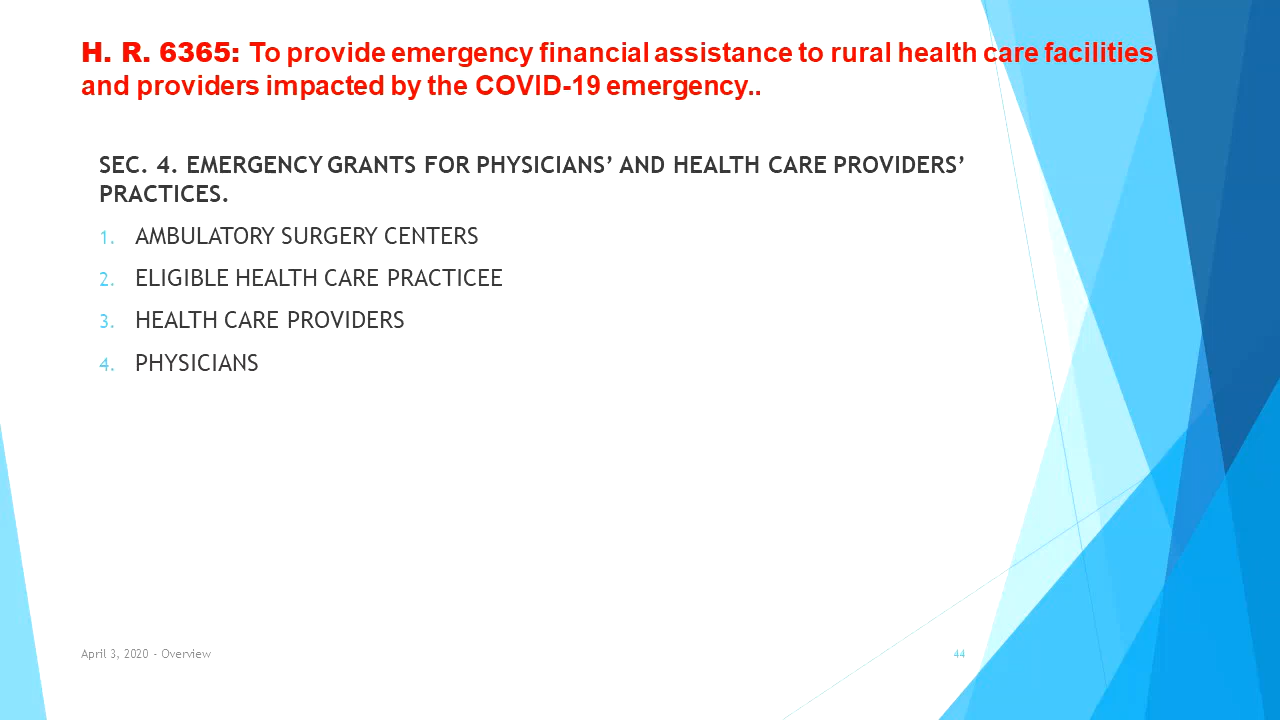 H. R. 6365: To provide emergency financial assistance to rural health care facilities
and providers impacted by the COVID-19 emergency..
SEC. 4. EMERGENCY GRANTS FOR PHYSICIANS’ AND HEALTH CARE PROVIDERS’
PRACTICES.
1. AMBULATORY SURGERY CENTERS
2. ELIGIBLE HEALTH CARE PRACTICEE
3. HEALTH CARE PROVIDERS
4. PHYSICIANS
April 3, 2020 - Overview
44